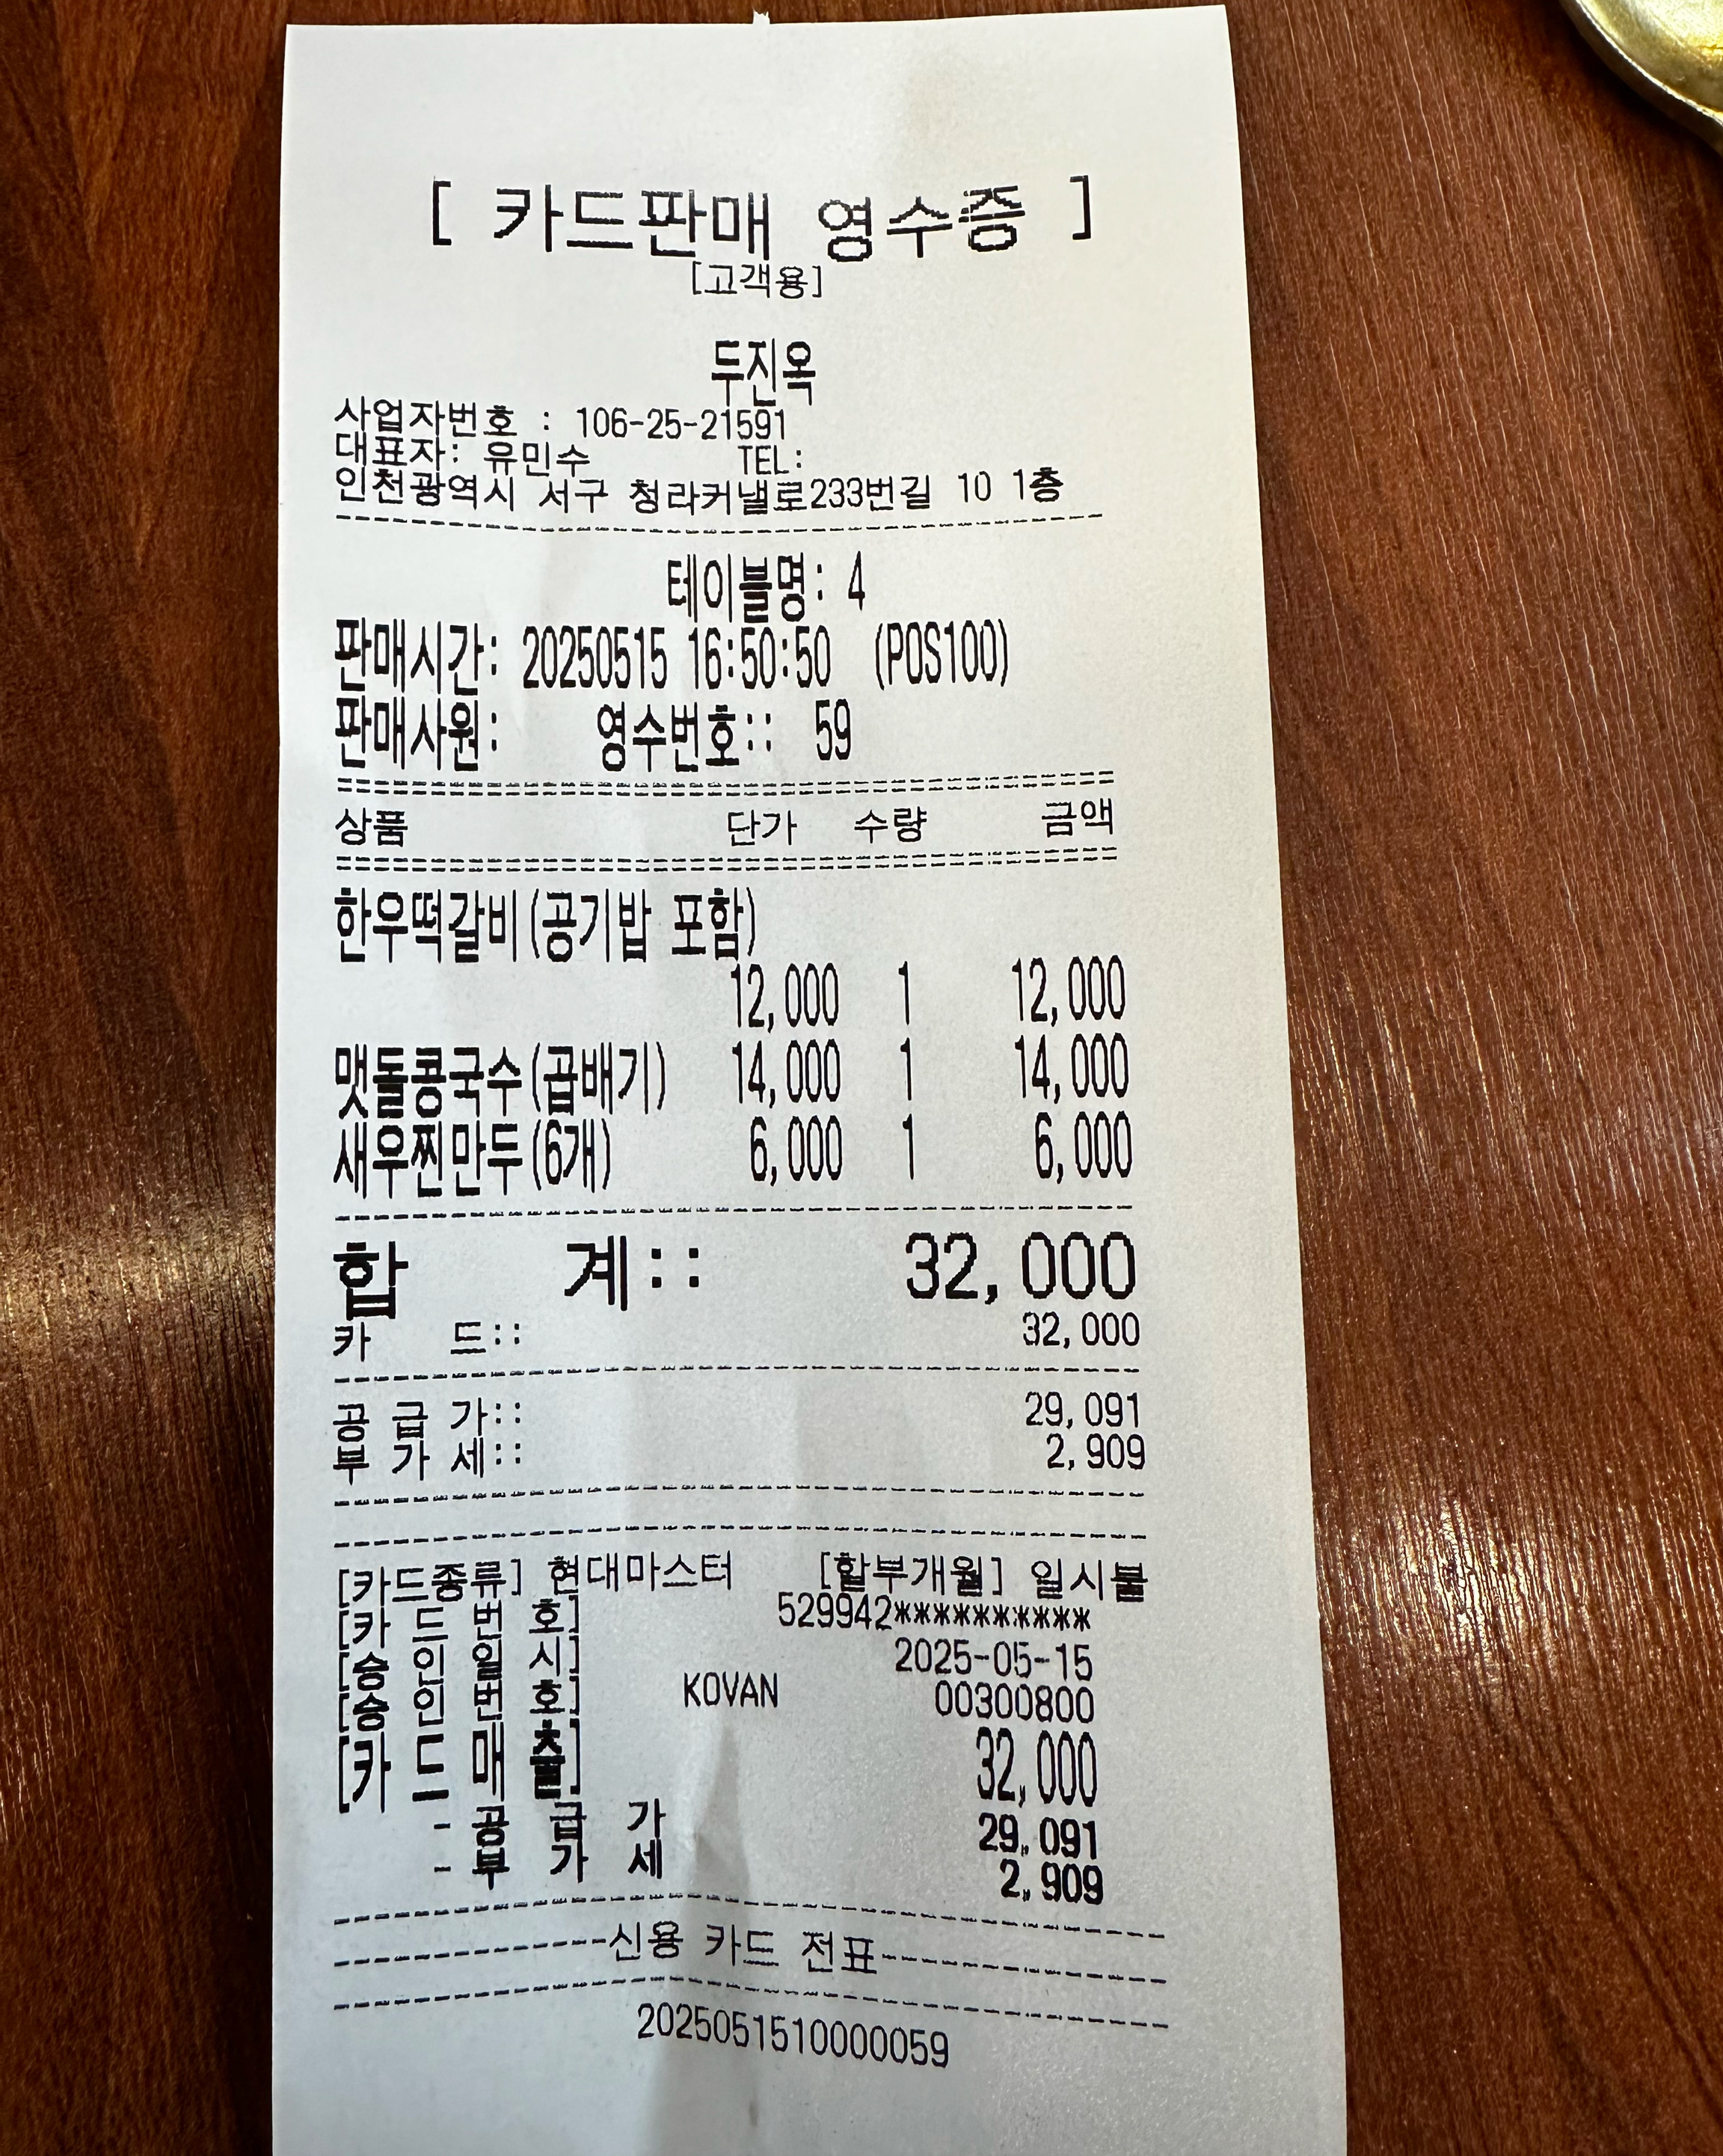 [ 카드판매 영수증 ]
[고객용]
두진옥
사업자번호 : 106-25-21591
대표자: 유민수 TEL:
인천광역시 서구 청라커낼로233번길 10 1층
테이블명: 4
판매시간: 20250515 16:50:50 (POS100)
판매사원: 영수번호:: 59
상품 단가 수량 금액
한우떡갈비(공기밥 포함)
12,000 1 12,000
맷돌콩국수(곱배기) 14,000 1 14,000
새우찐만두(6개) 6,000 1 6,000
합 계:: 32,000
카 드:: 32,000
공 급 가:: 29,091
부 가 세:: 2,909
[카드종류] 현대마스터 [할부개월] 일시불
[카 드 번 호] 529942**********
[승 인 일 시] 2025-05-15
[승 인 번 호] KOVAN 00300800
[카 드 매 출] 32,000
- 공 급 가 29,091
- 부 가 세 2,909
------------신용 카드 전표------------
2025051510000059